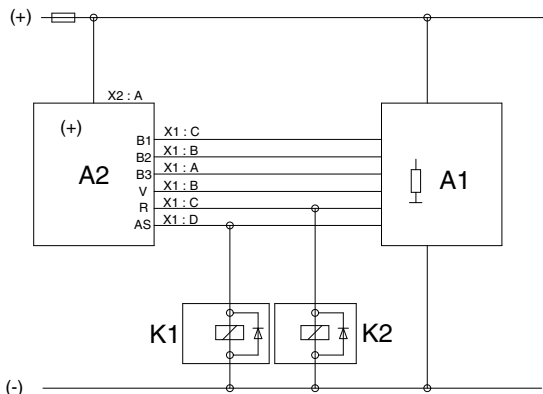 (+)
X2 : A
(+)
A2
B1 X1 : C
B2 X1 : B
B3 X1 : A
V X1 : B
R X1 : C
AS X1 : D
A1
K1
K2
(-)